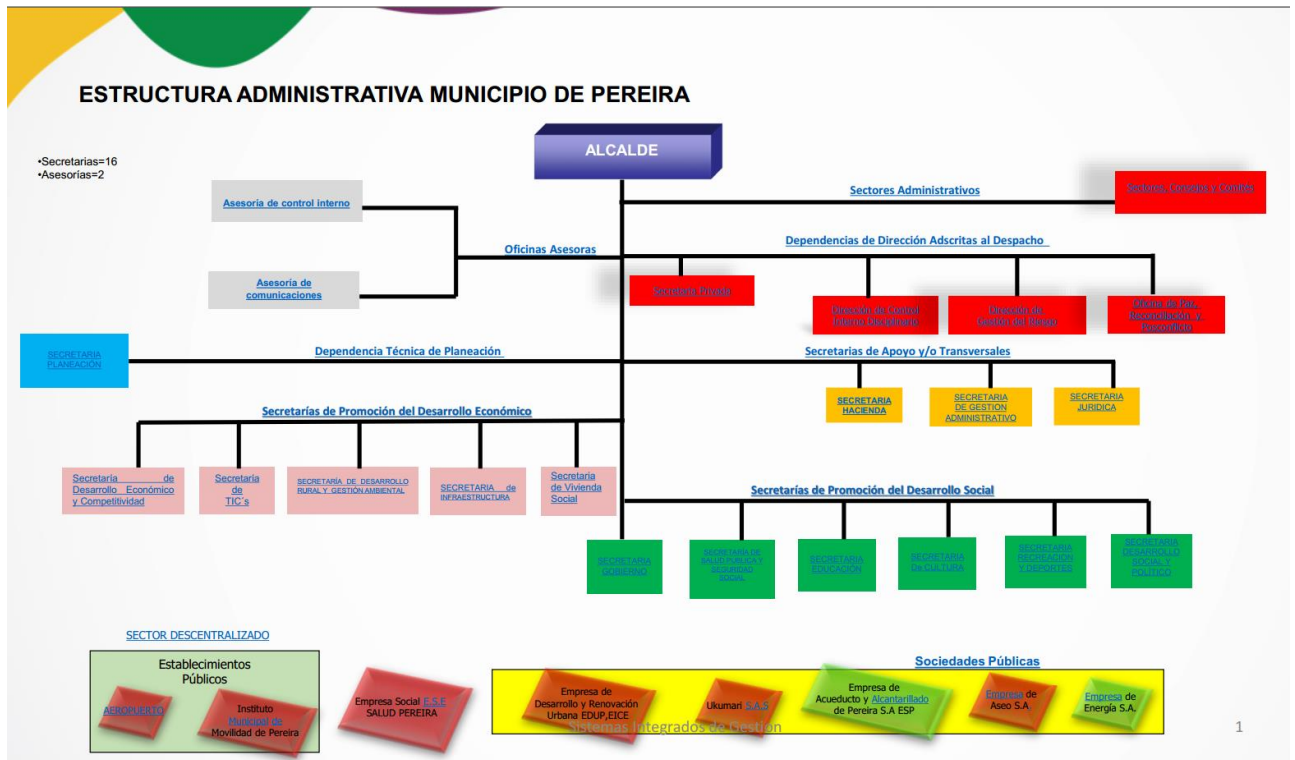 ESTRUCTURA ADMINISTRATIVA MUNICIPIO DE PEREIRA
•Secretarias=16
•Asesorías=2
ALCALDE
Sectores Administrativos
Sectores, Consejos y Comités
Asesoría de control interno
Oficinas Asesoras
Asesoría de
comunicaciones
Dependencias de Dirección Adscritas al Despacho
Secretaria Privada
Dirección de Control
Interno Disciplinario
Dirección de
Gestión del Riesgo
Oficina de Paz,
Reconciliación y
Posconflicto
SECRETARIA
PLANEACIÓN
Dependencia Técnica de Planeación
Secretarias de Apoyo y/o Transversales
SECRETARIA
HACIENDA
SECRETARIA
DE GESTION
ADMINISTRATIVO
SECRETARIA
JURIDICA
Secretarías de Promoción del Desarrollo Económico
Secretaria de
Desarrollo Económico
y Competitividad
Secretaria
de
TIC´s
SECRETARÍA DE DESARROLLO
RURAL Y GESTIÓN AMBIENTAL
SECRETARIA de
INFRAESTRUCTURA
Secretaria
de Vivienda
Social
Secretarías de Promoción del Desarrollo Social
SECRETARIA
GOBIERNO
SECRETARÍA DE
SALUD PUBLICA Y
SEGURIDAD
SOCIAL
SECRETARIA
EDUCACIÓN
SECRETARIA
De CULTURA
SECRETARIA
RECREACION
Y DEPORTES
SECRETARIA
DESARROLLO
SOCIAL Y
POLÍTICO
SECTOR DESCENTRALIZADO
Establecimientos
Públicos
AEROPUERTO
Instituto
Municipal de
Movilidad de Pereira
Empresa Social E.S.E
SALUD PEREIRA
Sociedades Públicas
Empresa de
Desarrollo y Renovación
Urbana EDUP,EICE
Ukumari S.A.S
Empresa de
Acueducto y Alcantarillado
de Pereira S.A ESP
Empresa de
Aseo S.A.
Empresa de
Energía S.A.
Sistemas Integrados de Gestion
1